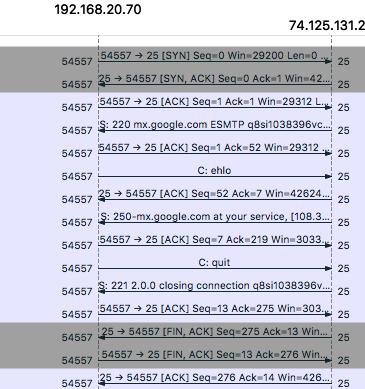 192.168.20.70
74.125.131.2
54557 54557 → 25 [SYN] Seq=0 Win=29200 Len=0 ... 25
54557 25 → 54557 [SYN, ACK] Seq=0 Ack=1 Win=42... 25
54557 54557 → 25 [ACK] Seq=1 Ack=1 Win=29312 L... 25
54557 S: 220 mx.google.com ESMTP q8si1038396vc... 25
54557 54557 → 25 [ACK] Seq=1 Ack=52 Win=29312 ... 25
54557 C: ehlo 25
54557 25 → 54557 [ACK] Seq=52 Ack=7 Win=42624... 25
54557 S: 250-mx.google.com at your service, [108.3... 25
54557 54557 → 25 [ACK] Seq=7 Ack=219 Win=3033... 25
54557 C: quit 25
54557 S: 221 2.0.0 closing connection q8si1038396v... 25
54557 54557 → 25 [ACK] Seq=13 Ack=275 Win=303... 25
54557 25 → 54557 [FIN, ACK] Seq=275 Ack=13 Win... 25
54557 54557 → 25 [FIN, ACK] Seq=13 Ack=276 Win... 25
54557 25 → 54557 [ACK] Seq=276 Ack=14 Win=426... 25